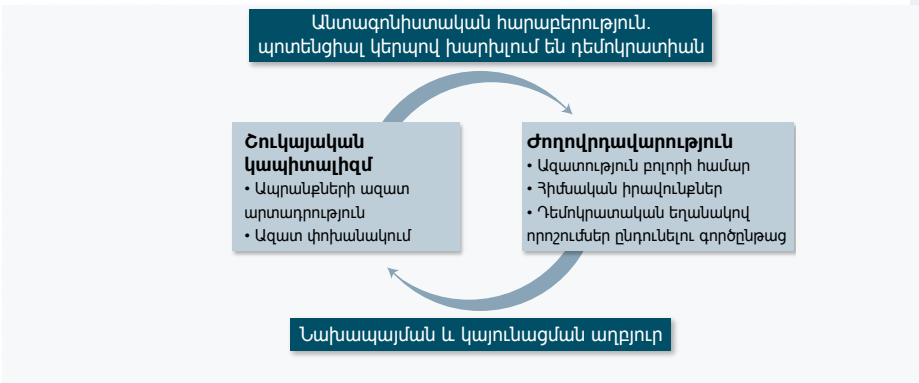 Անտագոնիստական հարաբերություն.
պոտենցիալ կերպով խարխլում են դեմոկրատիան
Շուկայական
կապիտալիզմ
• Ապրանքների ազատ
արտադրություն
• Ազատ փոխանակում
Ժողովրդավարություն
• Ազատություն բոլորի համար
• Հիմնական իրավունքներ
• Դեմոկրատական եղանակով
որոշումներ ընդունելու գործընթաց
Նախապայման և կայունացման աղբյուր